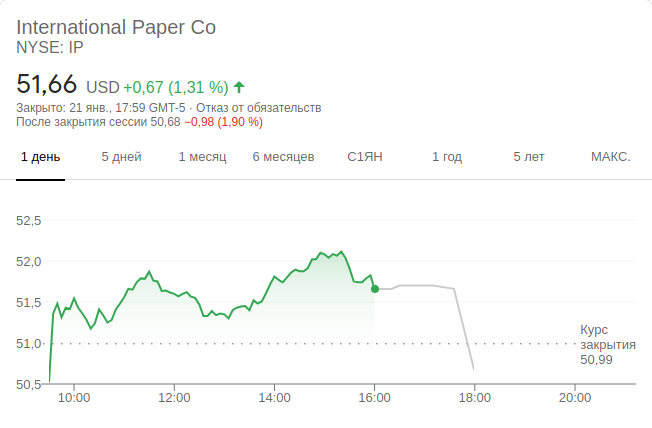 International Paper Co
NYSE: IP
51,66 USD +0,67 (1,31 %)
Закрыто: 21 янв., 17:59 GMT-5 · Отказ от обязательств
После закрытия сессии 50,68 −0,98 (1,90 %)
1 день 5 дней 1 месяц 6 месяцев С1ЯН 1 год 5 лет МАКС.
52,5
52,0
51,5
51,0
50,5
Курс
закрытия
50,99
10:00 12:00 14:00 16:00 18:00 20:00